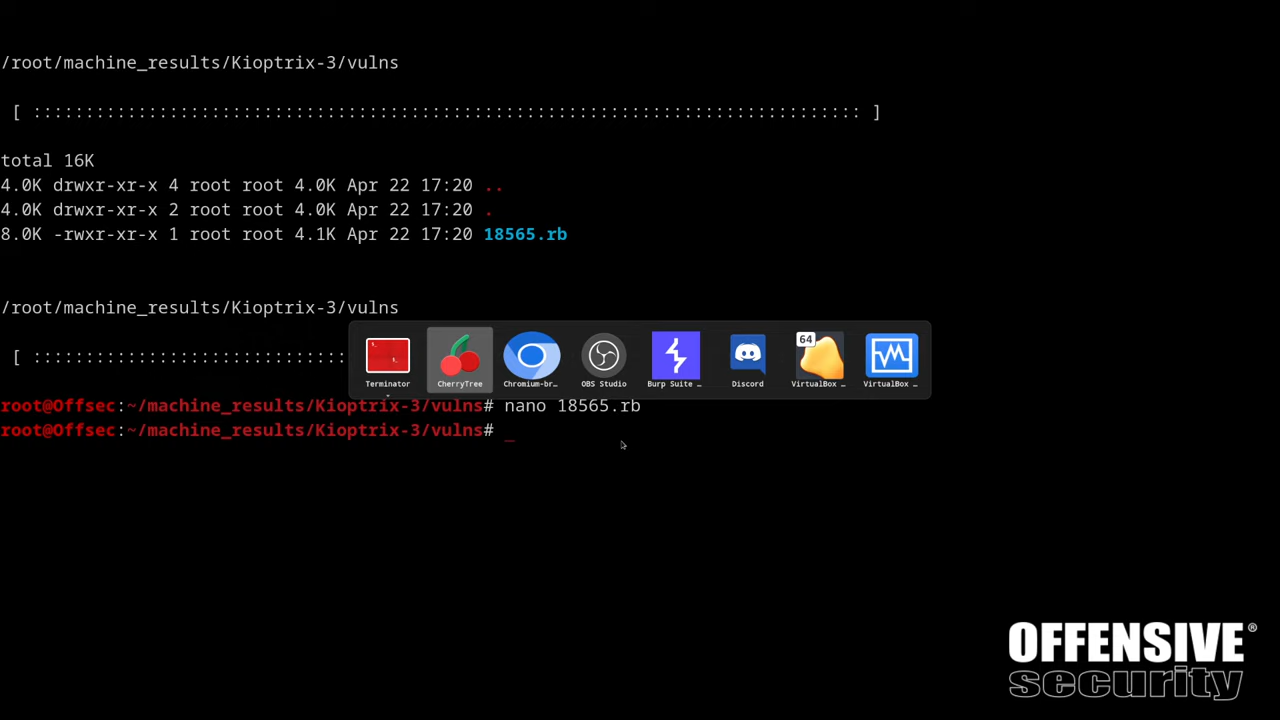 /root/machine_results/Kioptrix-3/vulns
[ ::::::::::::::::::::::::::::::::::::::::::::::::::::::::::::::::::::::::::::::: ]
total 16K
4.0K drwxr-xr-x 4 root root 4.0K Apr 22 17:20 ..
4.0K drwxr-xr-x 2 root root 4.0K Apr 22 17:20 .
8.0K -rwxr-xr-x 1 root root 4.1K Apr 22 17:20 18565.rb
/root/machine_results/Kioptrix-3/vulns
[ ::::::::::::::::::::::::::::::
64
Terminator CherryTree Chromium-br... OBS Studio Burp Suite ... Discord VirtualBox ... VirtualBox ...
root@Offsec:~/machine_results/Kioptrix-3/vulns# nano 18565.rb
root@Offsec:~/machine_results/Kioptrix-3/vulns# _
OFFENSIVE®
security